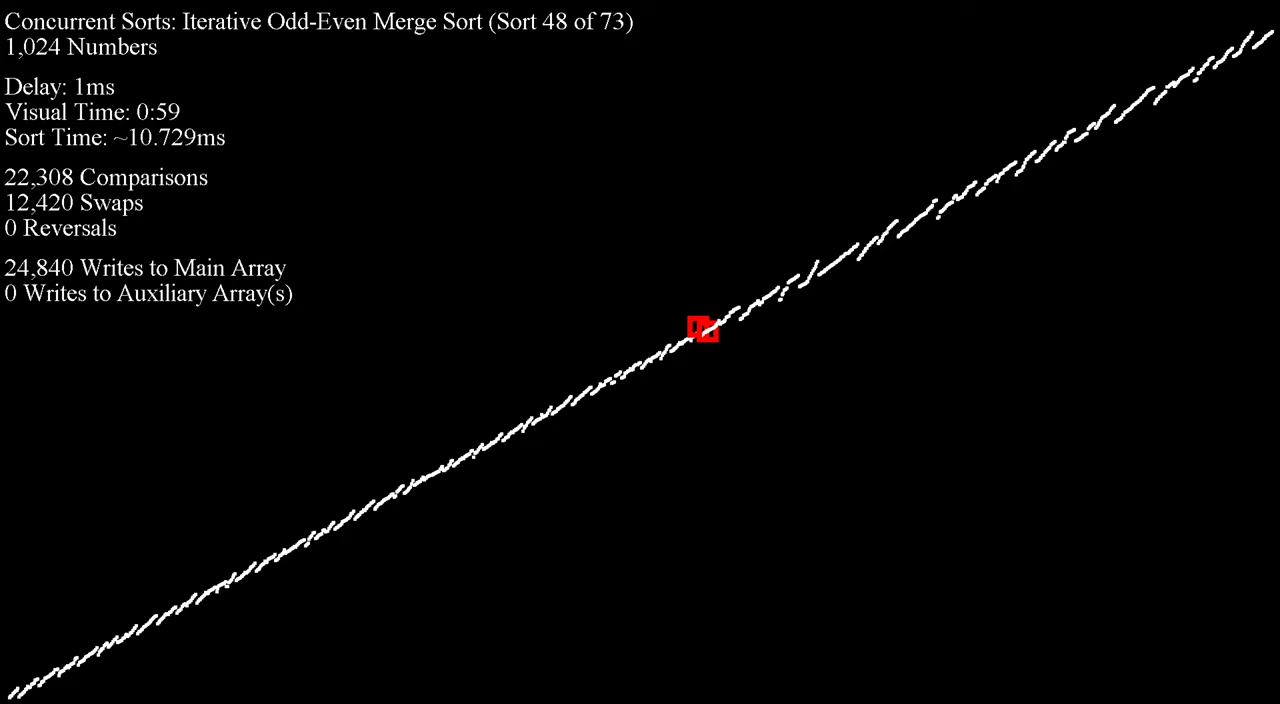 Concurrent Sorts: Iterative Odd-Even Merge Sort (Sort 48 of 73)
1,024 Numbers
Delay: 1ms
Visual Time: 0:59
Sort Time: ~10.729ms
22,308 Comparisons
12,420 Swaps
0 Reversals
24,840 Writes to Main Array
0 Writes to Auxiliary Array(s)